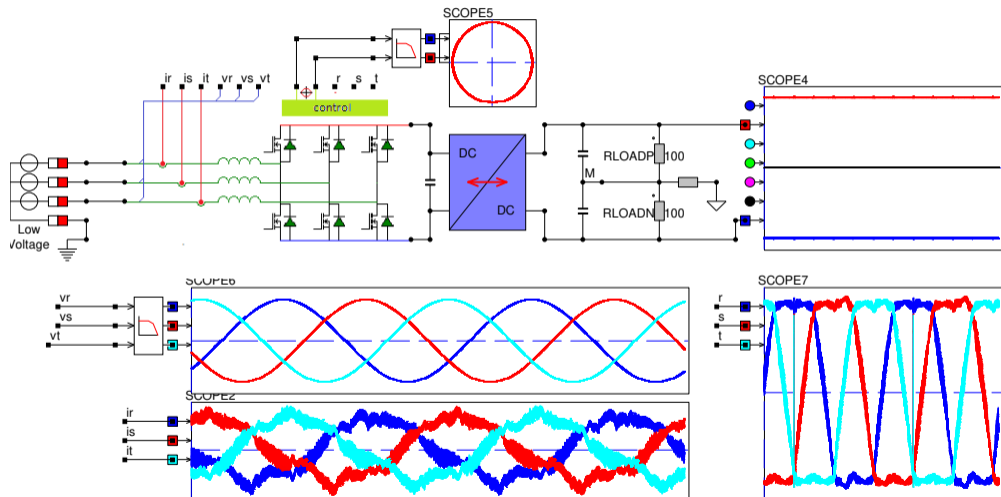 SCOPE5
ir is it vr vs vt
r s t
control
SCOPE4
DC
DC
M
RLOADP 100
RLOADN 100
Low
Voltage
SCOPE6
vr
vs
vt
SCOPE7
r
s
t
SCOPE2
ir
is
it